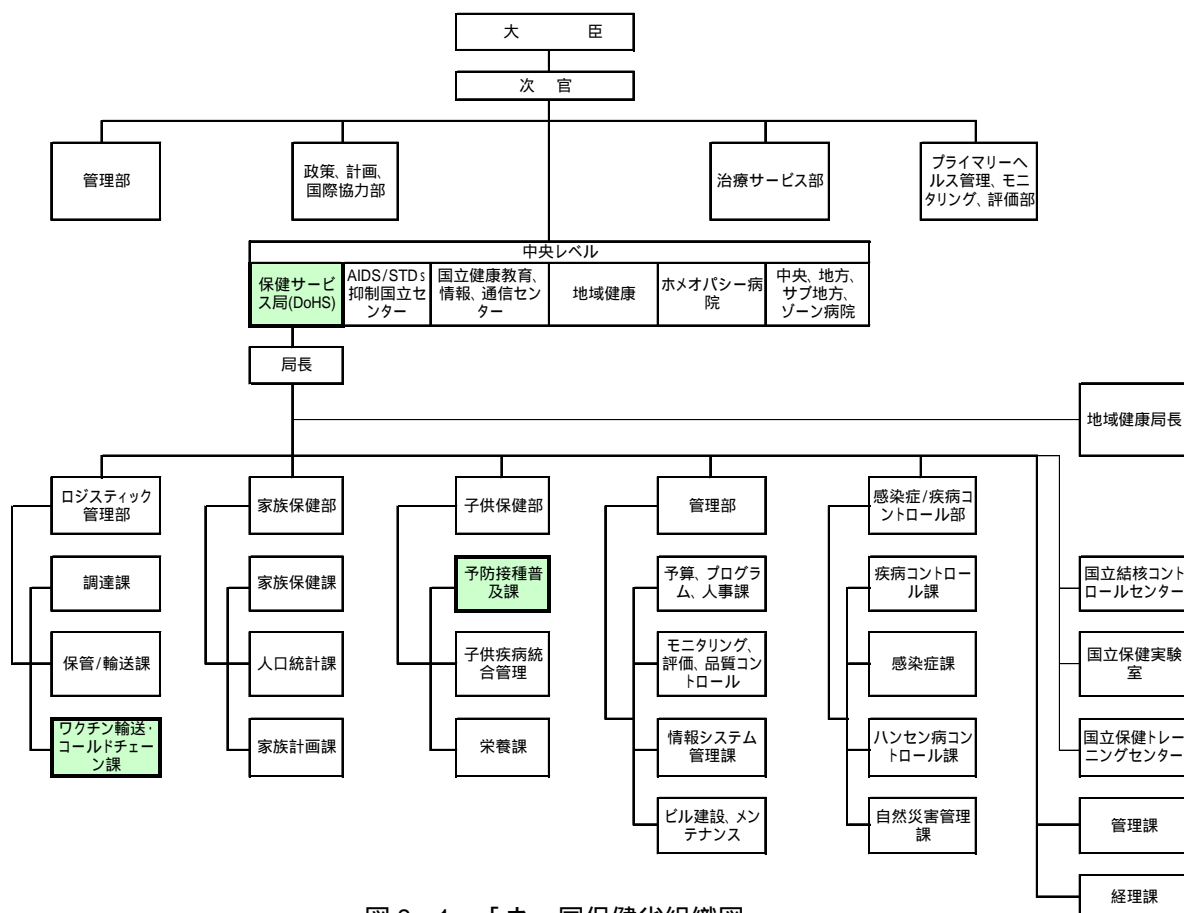 大 臣
次 官
管理部
政策、計画、
国際協力部
治療サービス部
プライマリーヘ
ルス管理、モニ
タリング、評価部
中央レベル
保健サービ
ス局(DoHS)
AIDS/STDs
抑制国立セ
ンター
国立健康教育、
情報、通信セン
ター
地域健康
ホメオパシー病
院
中央、地方、
サブ地方、
ゾーン病院
局長
地域健康局長
ロジスティック
管理部
家族保健部
子供保健部
管理部
感染症/疾病コ
ントロール部
調達課
家族保健課
予防接種普
及課
予算、プログラ
ム、人事課
疾病コントロー
ル課
国立結核コント
ロールセンター
保管/輸送課
人口統計課
子供疾病統
合管理
モニタリング、
評価、品質コン
トロール
感染症課
国立保健実験
室
ワクチン輸送・
コールドチェー
ン課
家族計画課
栄養課
情報システム
管理課
ハンセン病コン
トロール課
国立保健トレー
ニングセンター
ビル建設、メン
テナンス
自然災害管理
課
管理課
経理課